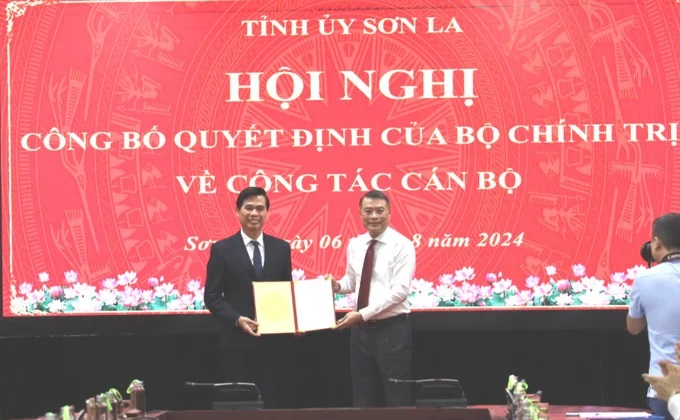 TỈNH ỦY SƠN LA
HỘI NGHỊ
CÔNG BỐ QUYẾT ĐỊNH CỦA BỘ CHÍNH TRỊ
VỀ CÔNG TÁC CÁN BỘ
06 8 năm 2024